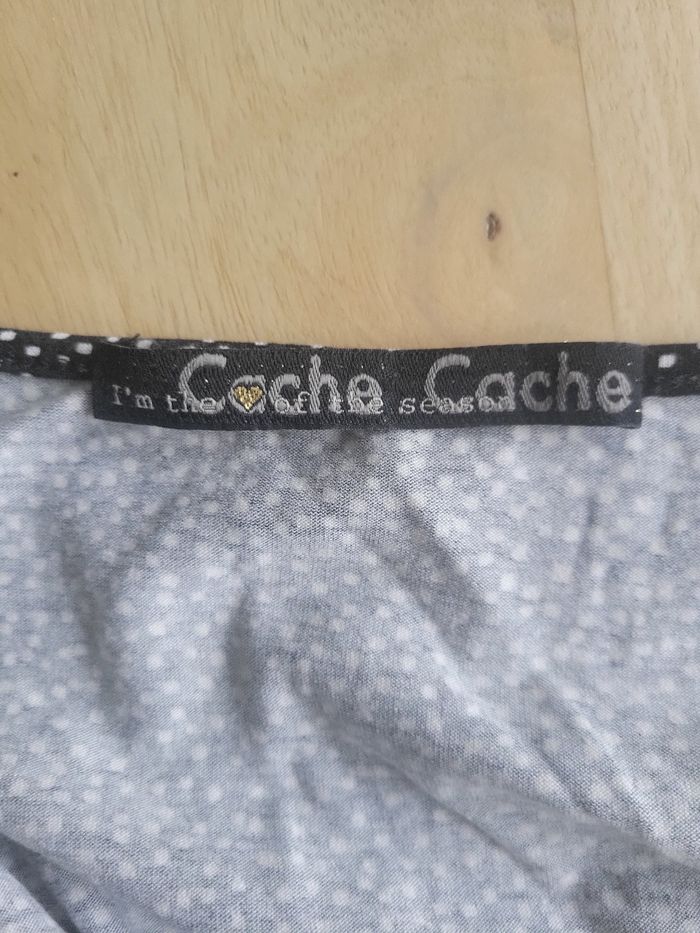 Cache Cache
I'm the of the season